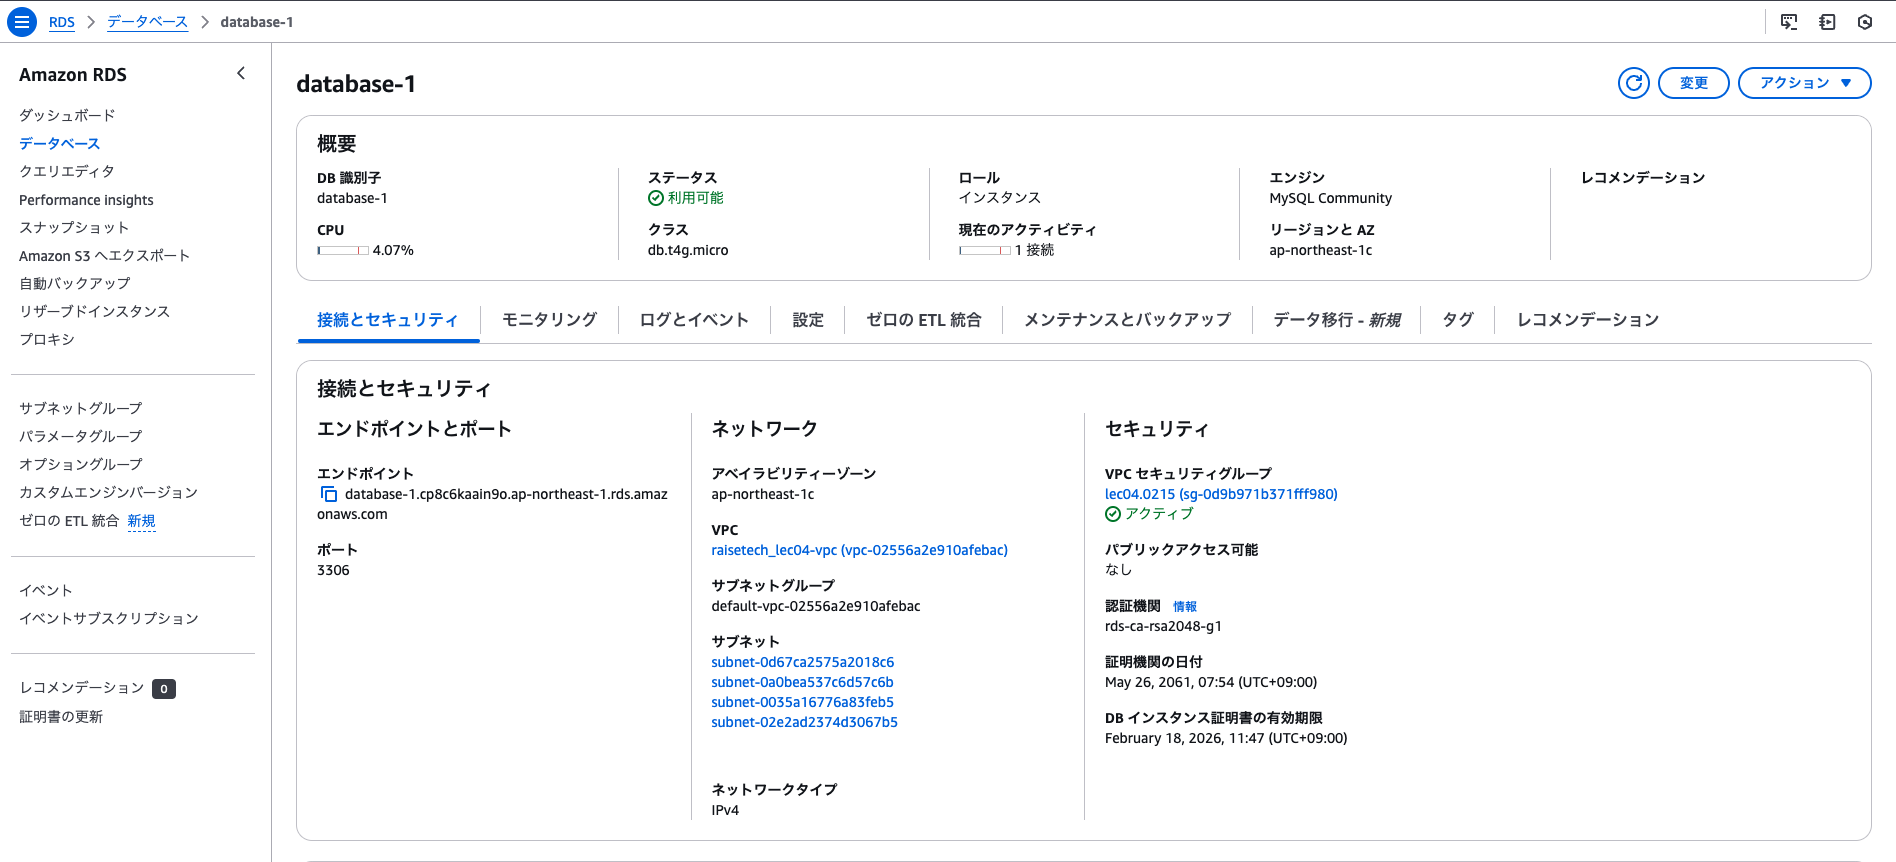 RDS > データベース > database-1
Amazon RDS
ダッシュボード
データベース
クエリエディタ
Performance insights
スナップショット
Amazon S3 へエクスポート
自動バックアップ
リザーブドインスタンス
プロキシ
サブネットグループ
パラメータグループ
オプショングループ
カスタムエンジンバージョン
ゼロの ETL 統合 新規
イベント
イベントサブスクリプション
レコメンデーション 0
証明書の更新
database-1
変更
アクション
概要
DB 識別子
database-1
CPU
4.07%
ステータス
利用可能
クラス
db.t4g.micro
ロール
インスタンス
現在のアクティビティ
1 接続
エンジン
MySQL Community
リージョンと AZ
ap-northeast-1c
レコメンデーション
接続とセキュリティ
モニタリング
ログとイベント
設定
ゼロの ETL 統合
メンテナンスとバックアップ
データ移行 - 新規
タグ
レコメンデーション
接続とセキュリティ
エンドポイントとポート
エンドポイント
database-1.cp8c6kaain9o.ap-northeast-1.rds.amaz
onaws.com
ポート
3306
ネットワーク
アベイラビリティーゾーン
ap-northeast-1c
VPC
raisetech_lec04-vpc (vpc-02556a2e910afebac)
サブネットグループ
default-vpc-02556a2e910afebac
サブネット
subnet-0d67ca2575a2018c6
subnet-0a0bea537c6d57c6b
subnet-0035a16776a83feb5
subnet-02e2ad2374d3067b5
ネットワークタイプ
IPv4
セキュリティ
VPC セキュリティグループ
lec04.0215 (sg-0d9b971b371fff980)
アクティブ
パブリックアクセス可能
なし
認証機関 情報
rds-ca-rsa2048-g1
証明機関の日付
May 26, 2061, 07:54 (UTC+09:00)
DB インスタンス証明書の有効期限
February 18, 2026, 11:47 (UTC+09:00)